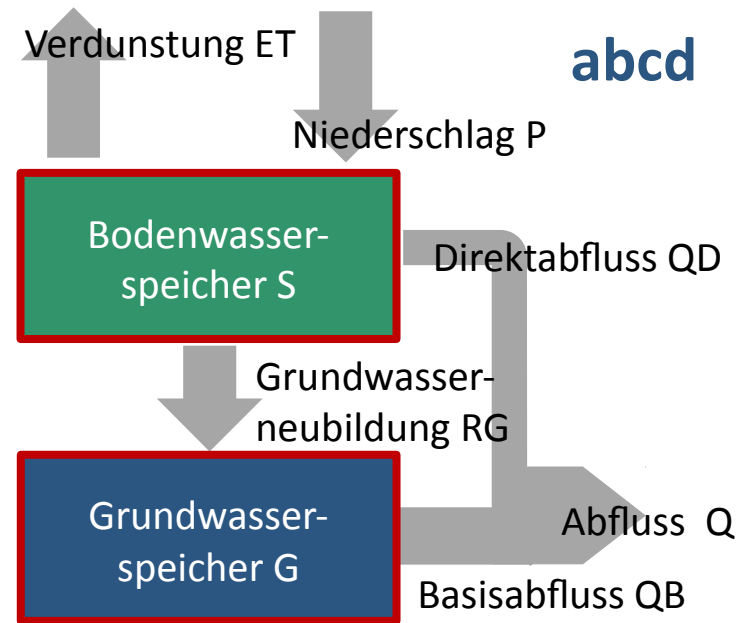 Verdunstung ET
abcd
Niederschlag P
Bodenwasser-
speicher S
Direktabfluss QD
Grundwasser-
neubildung RG
Grundwasser-
speicher G
Abfluss Q
Basisabfluss QB